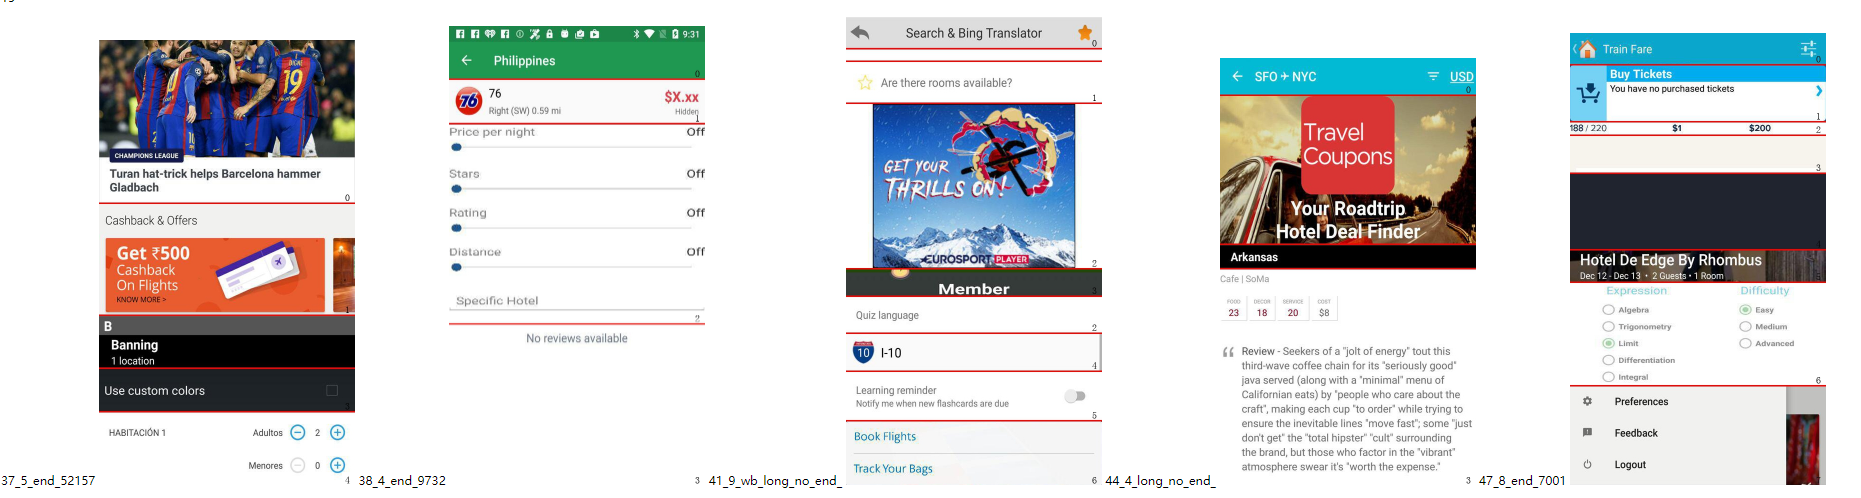 DIGNE
19
CHAMPIONS LEAGUE
Turan hat-trick helps Barcelona hammer
Gladbach
0
Cashback & Offers
Get ₹500
Cashback
On Flights
KNOW MORE >
1
B
Banning
1 location
Use custom colors
3
HABITACIÓN 1
Adultos
2
Menores
0
4
37_5_end_52157
9:31
Philippines
0
76
76
Right (SW) 0.59 mi
$X.xx
Hidden
1
Price per night
Off
Stars
Off
Rating
Off
Distance
Off
Specific Hotel
2
No reviews available
3
38_4_end_9732
Search & Bing Translator
0
Are there rooms available?
1
GET YOUR
THRILLS ON!
EUROSPORT PLAYER
2
Member
3
Quiz language
2
10
I-10
4
Learning reminder
Notify me when new flashcards are due
5
Book Flights
Track Your Bags
6
41_9_wb_long_no_end_
SFO
NYC
USD
0
Travel
Coupons
Your Roadtrip
Hotel Deal Finder
Arkansas
Cafe | SoMa
FOOD
DECOR
SERVICE
COST
23
18
20
$8
Review - Seekers of a "jolt of energy" tout this
third-wave coffee chain for its "seriously good"
java served (along with a "minimal" menu of
Californian eats) by "people who care about the
craft", making each cup "to order" while trying to
ensure the inevitable lines "move fast"; some "just
don't get" the "total hipster" "cult" surrounding
the brand, but those who factor in the "vibrant"
atmosphere swear it's "worth the expense."
3
44_4_long_no_end_
Train Fare
0
Buy Tickets
You have no purchased tickets
1
188 / 220
$1
$200
2
3
Hotel De Edge By Rhombus
Dec 12 - Dec 13 • 2 Guests • 1 Room
Expression
Difficulty
Algebra
Easy
Trigonometry
Medium
Limit
Advanced
Differentiation
Integral
6
Preferences
Feedback
Logout
47_8_end_7001